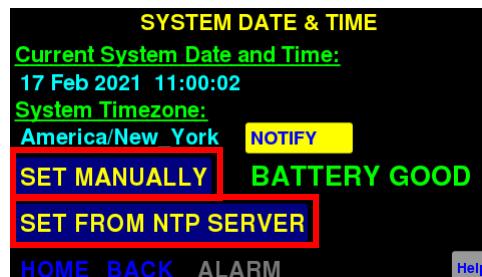 SYSTEM DATE & TIME
Current System Date and Time:
17 Feb 2021 11:00:02
System Timezone:
America/New_York NOTIFY
SET MANUALLY BATTERY GOOD
SET FROM NTP SERVER
HOME BACK ALARM Help